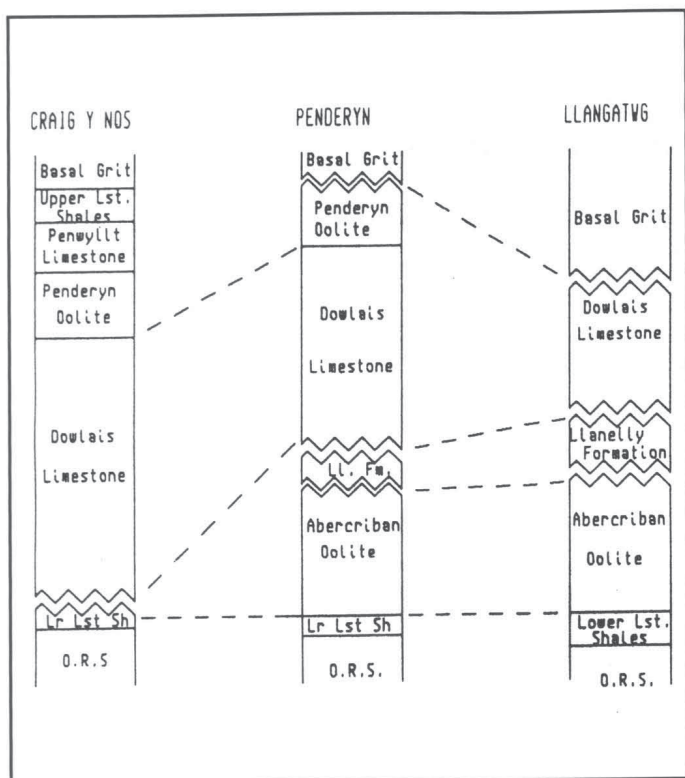 CRAIG Y NOS
Basal Grit
Upper Lst.
Shales
Penwyllt
Limestone
Penderyn
Oolite
Dowlais
Limestone
Lr Lst Sh
O.R.S
PENDERYN
Basal Grit
Penderyn
Oolite
Dowlais
Limestone
Ll. Fm.
Abercriban
Oolite
Lr Lst Sh
O.R.S.
LLANGATWG
Basal Grit
Dowlais
Limestone
Llanelly
Formation
Abercriban
Oolite
Lower Lst.
Shales
O.R.S.